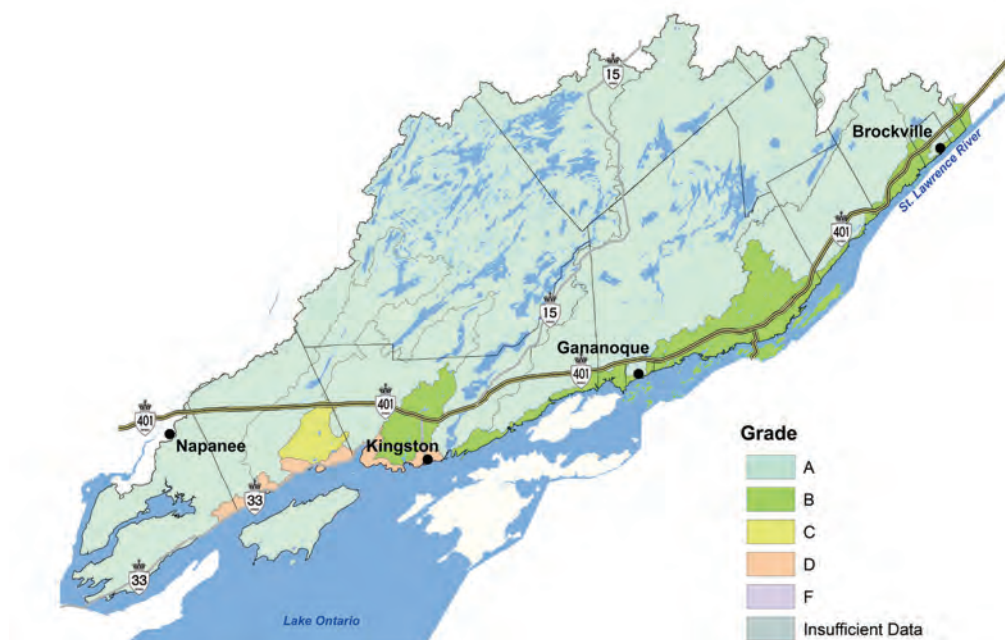 15
Brockville
St. Lawrence River
401
15
Gananoque
401
401
401
Napanee
Kingston
33
33
Lake Ontario
Grade
A
B
C
D
F
Insufficient Data